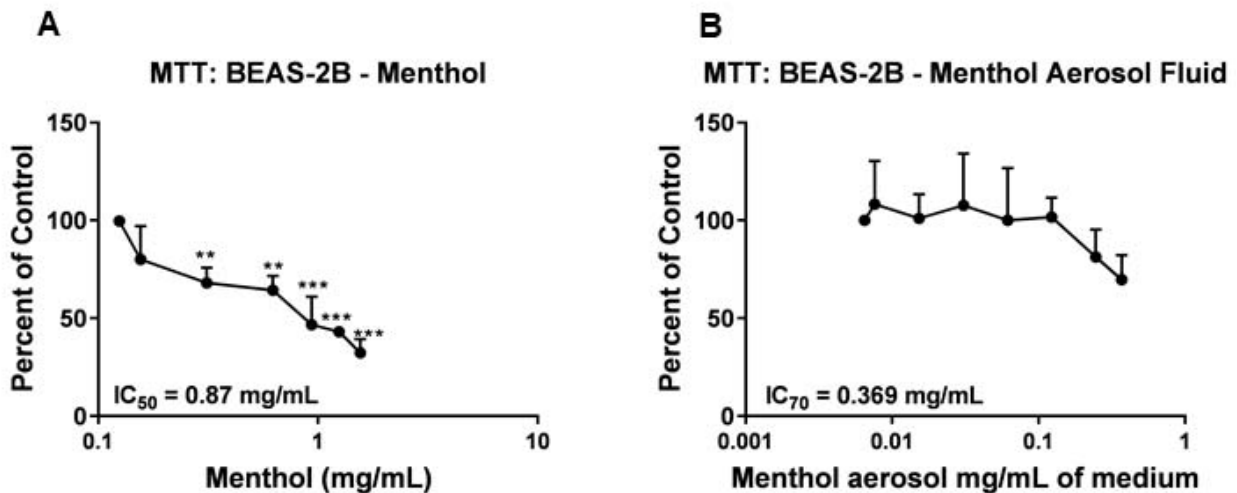 A
MTT: BEAS-2B - Menthol
150
100
50
0
Percent of Control
**
**
***
***
***
IC50 = 0.87 mg/mL
0.1
1
10
Menthol (mg/mL)
B
MTT: BEAS-2B - Menthol Aerosol Fluid
150
100
50
0
Percent of Control
IC70 = 0.369 mg/mL
0.001
0.01
0.1
1
Menthol aerosol mg/mL of medium